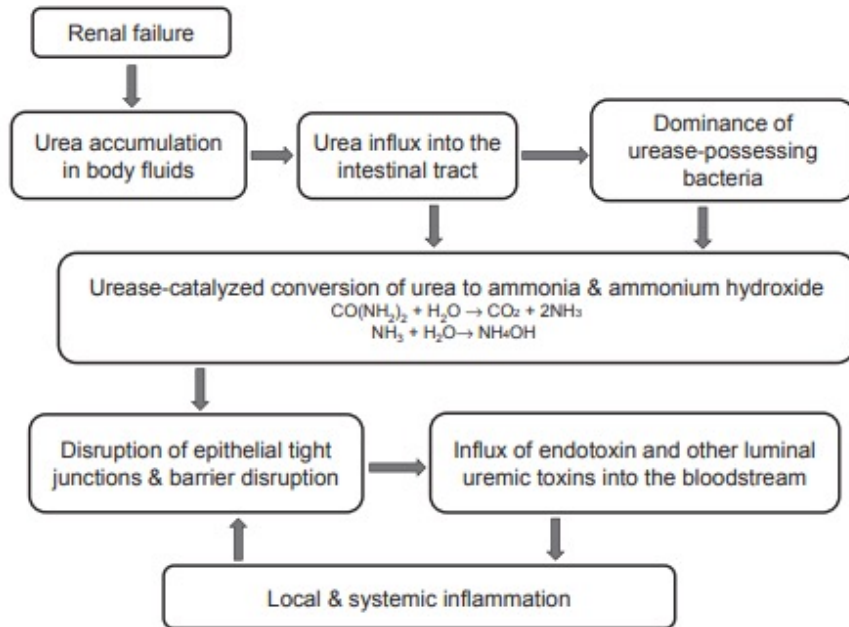 Renal failure
Urea accumulation
in body fluids
Urea influx into the
intestinal tract
Dominance of
urease-possessing
bacteria
Urease-catalyzed conversion of urea to ammonia & ammonium hydroxide
CO(NH₂)₂ + H₂O → CO₂ + 2NH₃
NH₃ + H₂O→ NH₄OH
Disruption of epithelial tight
junctions & barrier disruption
Influx of endotoxin and other luminal
uremic toxins into the bloodstream
Local & systemic inflammation